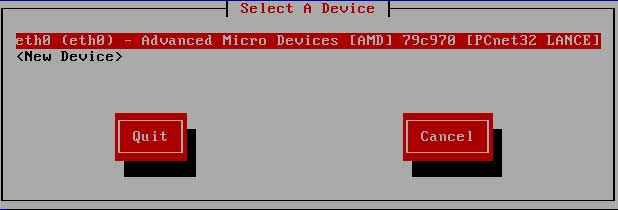 Select A Device
eth0 (eth0) - Advanced Micro Devices [AMD] 79c970 [PCnet32 LANCE]
<New Device>
Quit
Cancel